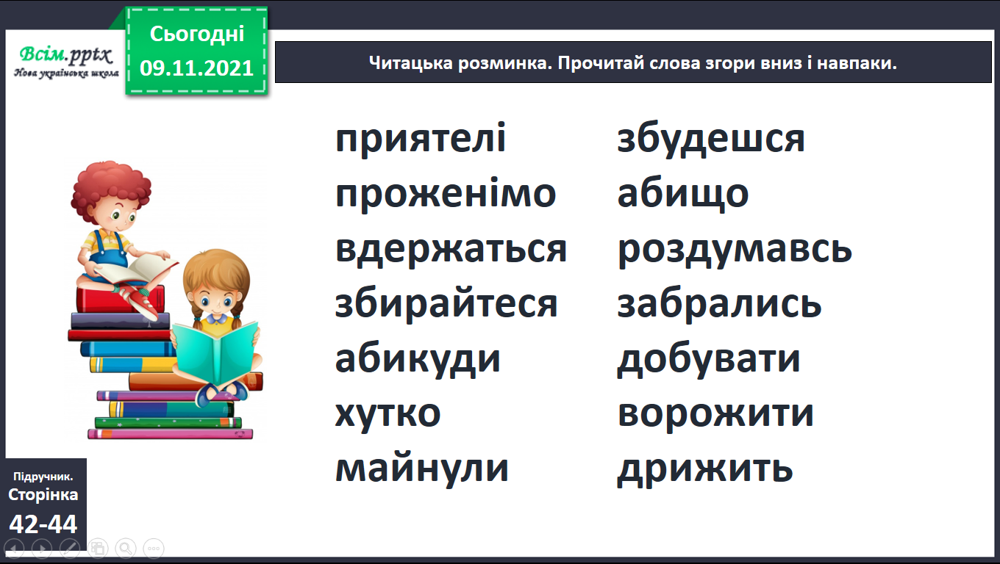 Всім.pptx
Нова українська школа
Сьогодні
09.11.2021
Читацька розминка. Прочитай слова згори вниз і навпаки.
приятелі
проженімо
вдержаться
збирайтеся
абикуди
хутко
майнули
збудешся
абищо
роздумавсь
забрались
добувати
ворожити
дрижить
Підручник.
Сторінка
42-44